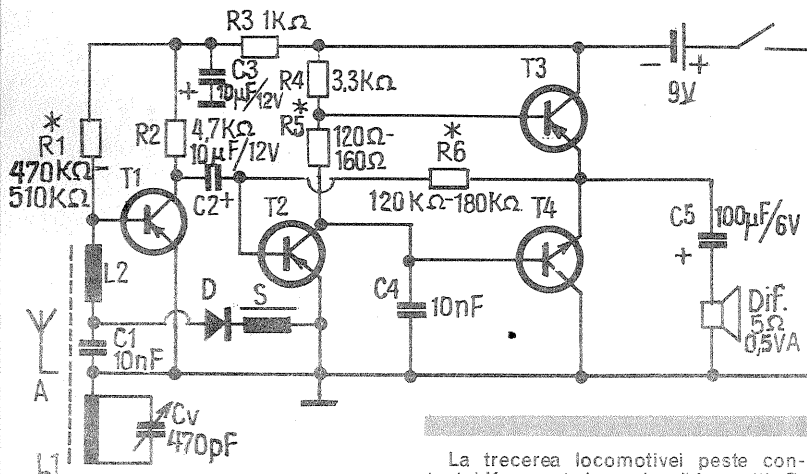 R3 1KΩ
T3
C3
10μF/12V
+
R4
3,3KΩ
- +
9V
*
R1
470KΩ-
510KΩ
R2
4,7KΩ
10μF/12V
*
R5
120Ω-
160Ω
*
R6
120KΩ-180KΩ
T1
C2+
T2
T4
C5
100μF/6V
+
L2
D
S
C4
10nF
Dif.
5Ω
0,5VA
C1
10nF
A
Cv
470pF
L1
La trecerea locomotivei peste con-